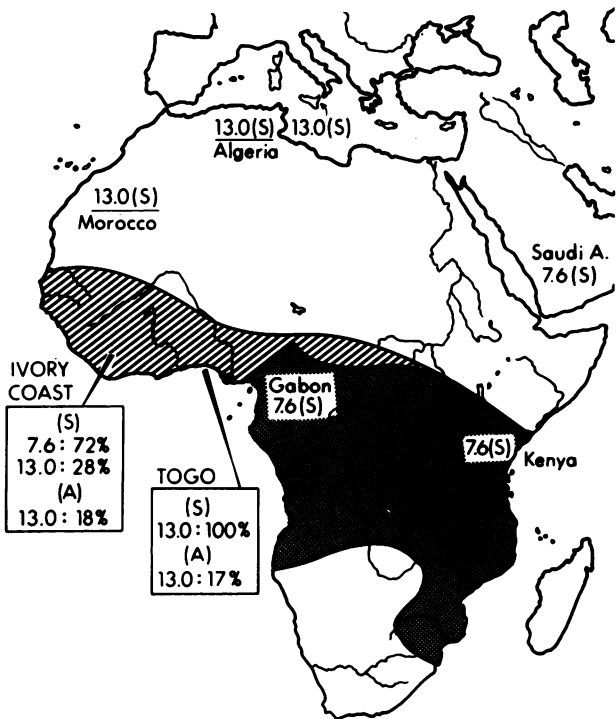 13.0(S) 13.0(S)
Algeria
13.0(S)
Morocco
Saudi A.
7.6(S)
IVORY
COAST
(S)
7.6 : 72%
13.0 : 28%
(A)
13.0 : 18%
Gabon
7.6(S)
7.6(S)
Kenya
TOGO
(S)
13.0 : 100%
(A)
13.0 : 17%